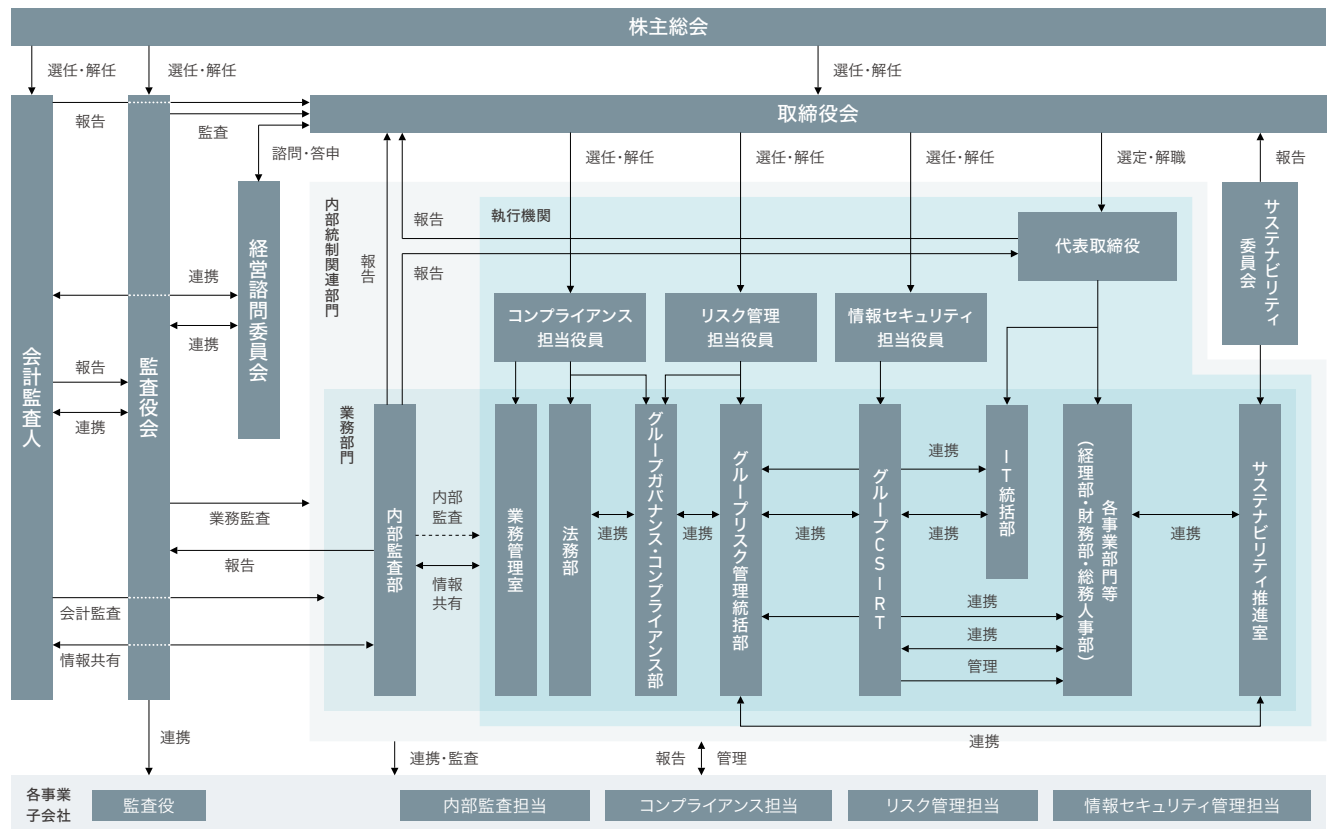 株主総会
選任・解任
選任・解任
選任・解任
取締役会
報告
監査
諮問・答申
選任・解任
選任・解任
選任・解任
選定・解職
報告
内部統制関連部門
執行機関
報告
報告
報告
代表取締役
サステナビリティ
委員会
経営諮問委員会
連携
連携
コンプライアンス
担当役員
リスク管理
担当役員
情報セキュリティ
担当役員
会計監査人
報告
連携
監査役会
業務部門
業務監査
報告
会計監査
情報共有
内部監査部
内部
監査
情報
共有
業務管理室
法務部
連携
グループガバナンス・コンプライアンス部
連携
グループリスク管理統括部
連携
グループCSIRT
連携
連携
IT統括部
連携
連携
管理
各事業部門等
(経理部・財務部・総務人事部)
連携
サステナビリティ推進室
連携
連携
連携・監査
報告
管理
各事業
子会社
監査役
内部監査担当
コンプライアンス担当
リスク管理担当
情報セキュリティ管理担当